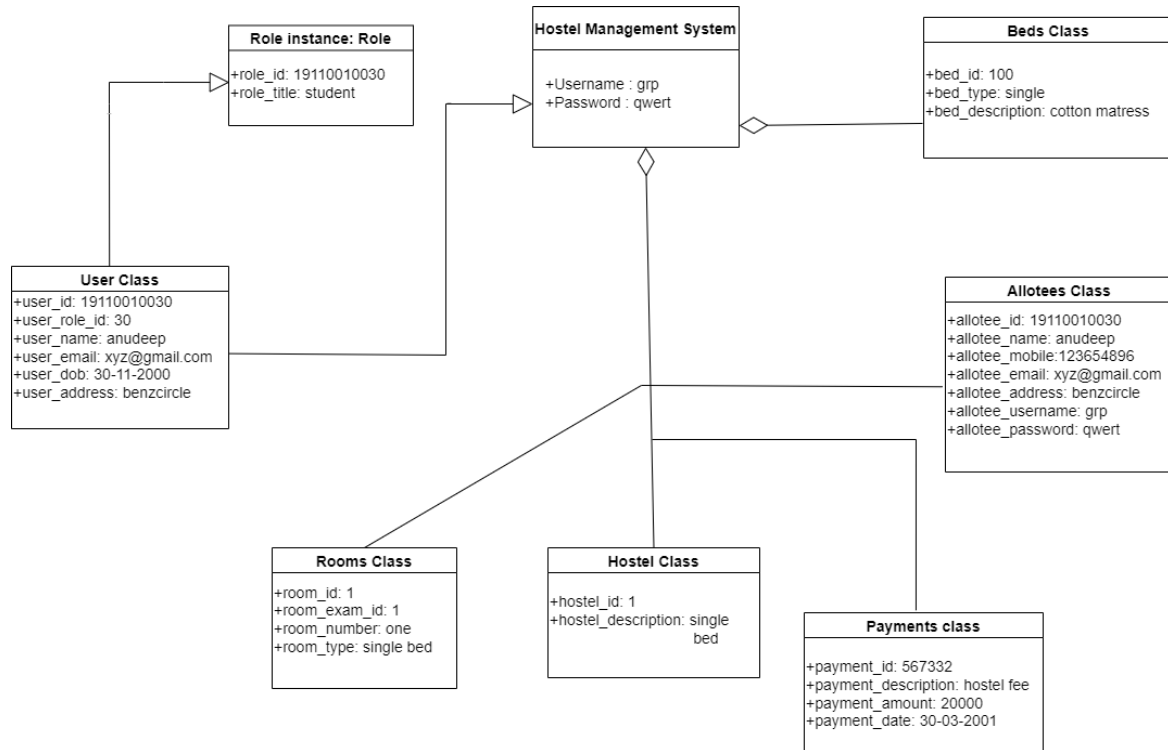 Role instance: Role
+role_id: 19110010030
+role_title: student
Hostel Management System
+Username : grp
+Password : qwert
Beds Class
+bed_id: 100
+bed_type: single
+bed_description: cotton matress
User Class
+user_id: 19110010030
+user_role_id: 30
+user_name: anudeep
+user_email: xyz@gmail.com
+user_dob: 30-11-2000
+user_address: benzcircle
Allotees Class
+allotee_id: 19110010030
+allotee_name: anudeep
+allotee_mobile:123654896
+allotee_email: xyz@gmail.com
+allotee_address: benzcircle
+allotee_username: grp
+allotee_password: qwert
Rooms Class
+room_id: 1
+room_exam_id: 1
+room_number: one
+room_type: single bed
Hostel Class
+hostel_id: 1
+hostel_description: single
bed
Payments class
+payment_id: 567332
+payment_description: hostel fee
+payment_amount: 20000
+payment_date: 30-03-2001